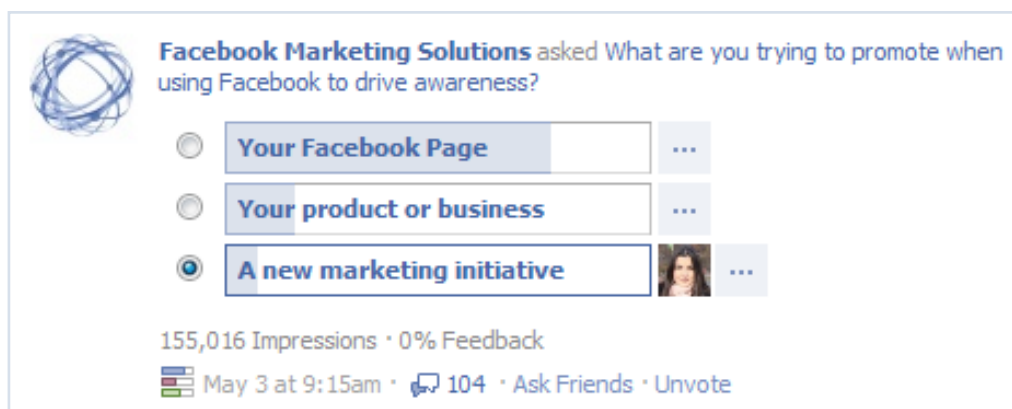 Facebook Marketing Solutions asked What are you trying to promote when
using Facebook to drive awareness?
Your Facebook Page ...
Your product or business ...
A new marketing initiative ...
155,016 Impressions · 0% Feedback
May 3 at 9:15am · 104 · Ask Friends · Unvote